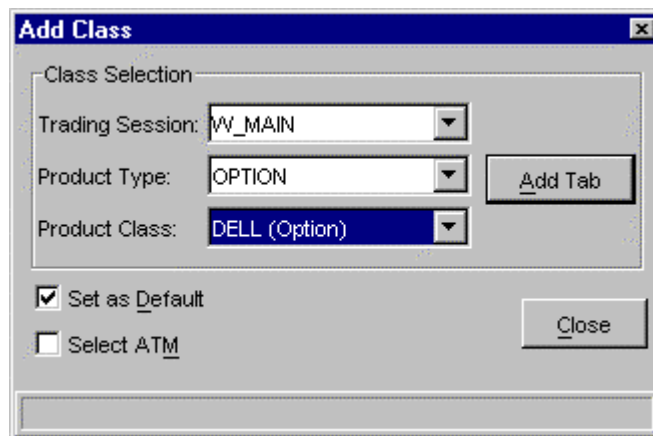 Add Class
Class Selection
Trading Session: W_MAIN
Product Type: OPTION
Add Tab
Product Class: DELL (Option)
Set as Default
Close
Select ATM